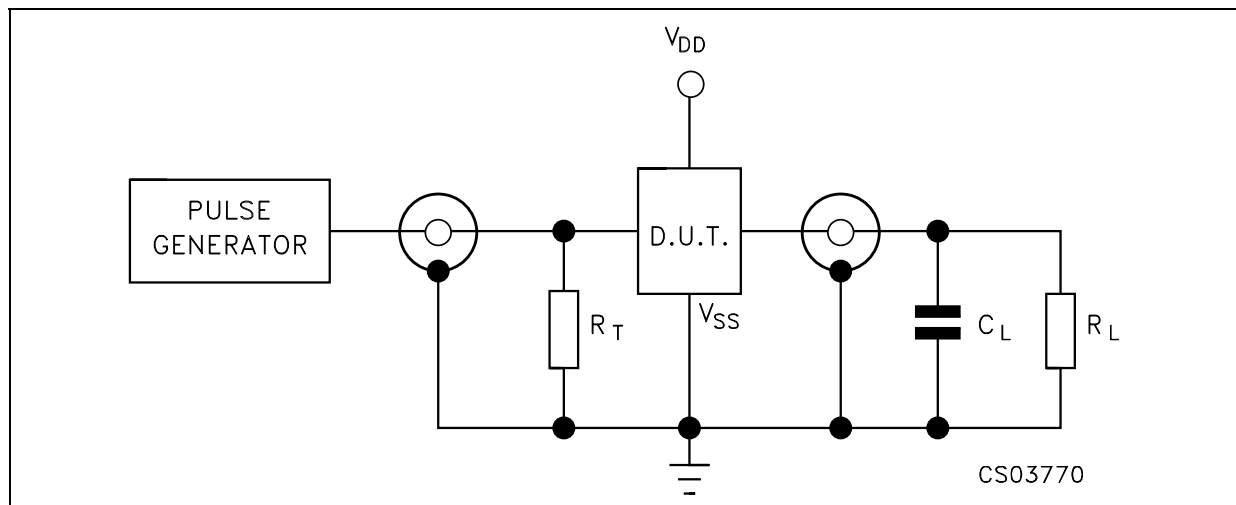 VDD
PULSE
GENERATOR
D.U.T.
RT
VSS
CL
RL
CS03770